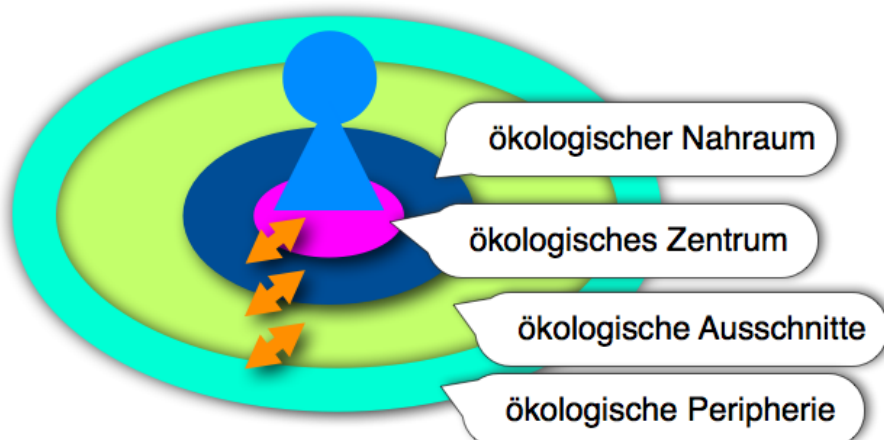 ökologischer Nahraum
ökologisches Zentrum
ökologische Ausschnitte
ökologische Peripherie